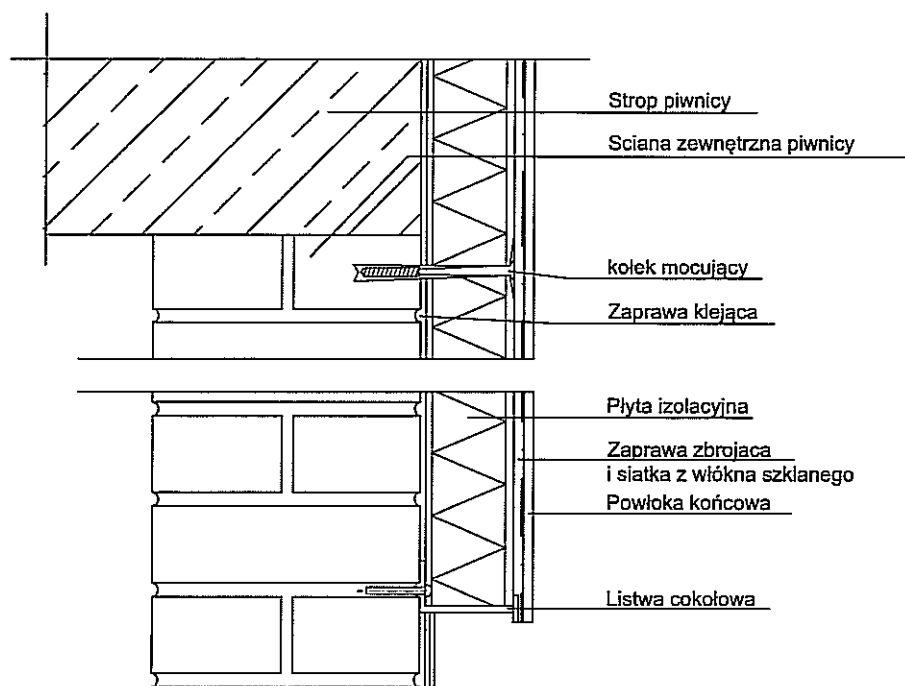 Strop piwnicy
Sciana zewnętrzna piwnicy
kołek mocujący
Zaprawa klejąca
Płyta izolacyjna
Zaprawa zbrojaca
i siatka z włókna szklanego
Powłoka końcowa
Listwa cokołowa